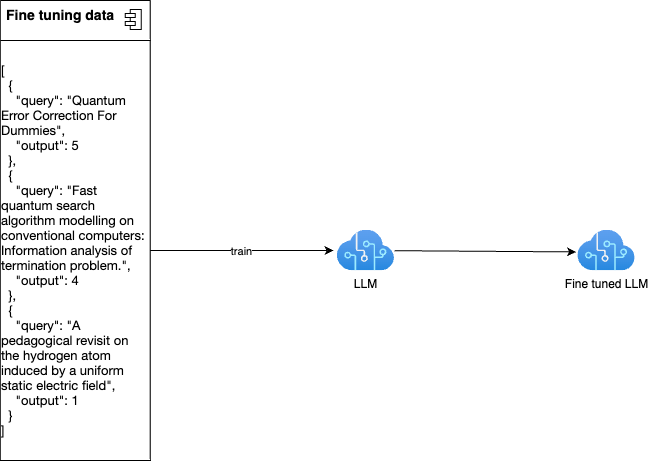 Fine tuning data
[
{
"query": "Quantum
Error Correction For
Dummies",
"output": 5
},
{
"query": "Fast
quantum search
algorithm modelling on
conventional computers:
Information analysis of
termination problem.",
"output": 4
},
{
"query": "A
pedagogical revisit on
the hydrogen atom
induced by a uniform
static electric field",
"output": 1
}
]
train
LLM
Fine tuned LLM